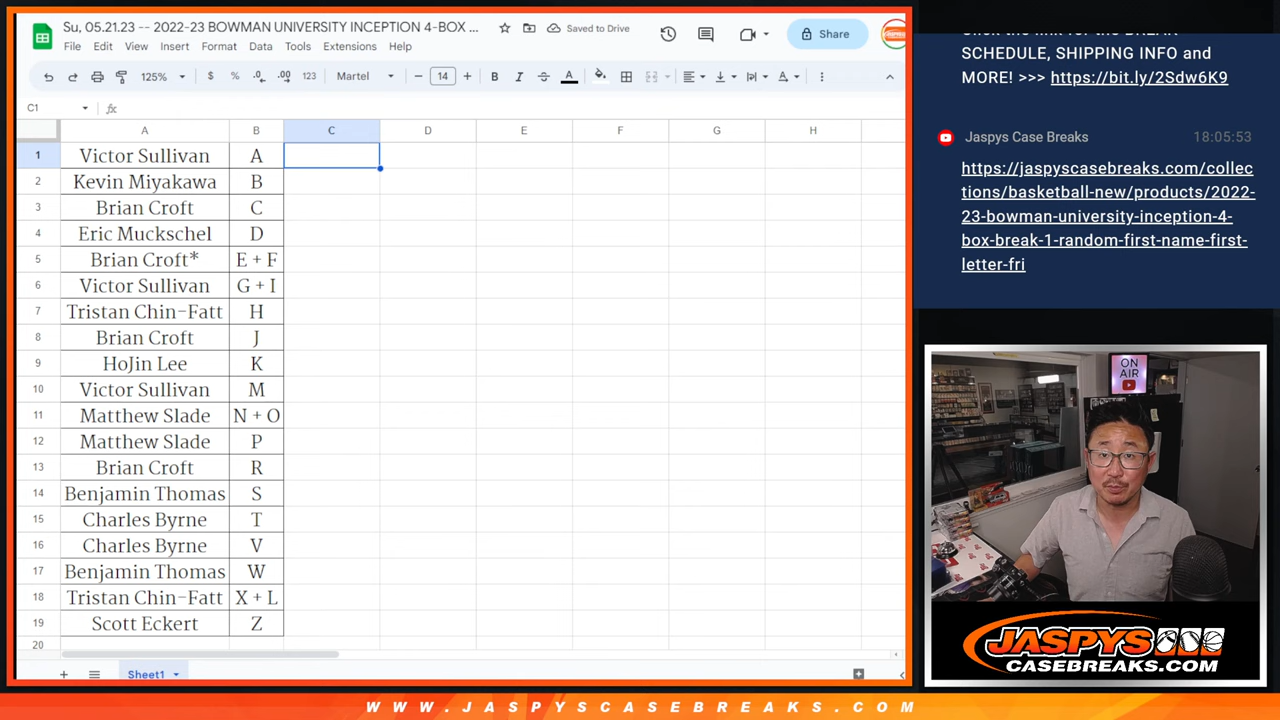 Su, 05.21.23 -- 2022-23 BOWMAN UNIVERSITY INCEPTION 4-BOX ...
Saved to Drive
Share
File Edit View Insert Format Data Tools Extensions Help
125% $ % .0 .00 123 Martel 14 B I A
C1 fx
A B C D E F G H
1 Victor Sullivan A
2 Kevin Miyakawa B
3 Brian Croft C
4 Eric Muckschel D
5 Brian Croft* E + F
6 Victor Sullivan G + I
7 Tristan Chin-Fatt H
8 Brian Croft J
9 HoJin Lee K
10 Victor Sullivan M
11 Matthew Slade N + O
12 Matthew Slade P
13 Brian Croft R
14 Benjamin Thomas S
15 Charles Byrne T
16 Charles Byrne V
17 Benjamin Thomas W
18 Tristan Chin-Fatt X + L
19 Scott Eckert Z
20
Sheet1
SCHEDULE, SHIPPING INFO and
MORE! >>> https://bit.ly/2Sdw6K9
Jaspys Case Breaks 18:05:53
https://jaspyscasebreaks.com/collec
tions/basketball-new/products/2022-
23-bowman-university-inception-4-
box-break-1-random-first-name-first-
letter-fri
ON
AIR
JASPYS
CASEBREAKS.COM
WWW.JASPYSCASEBREAKS.COM